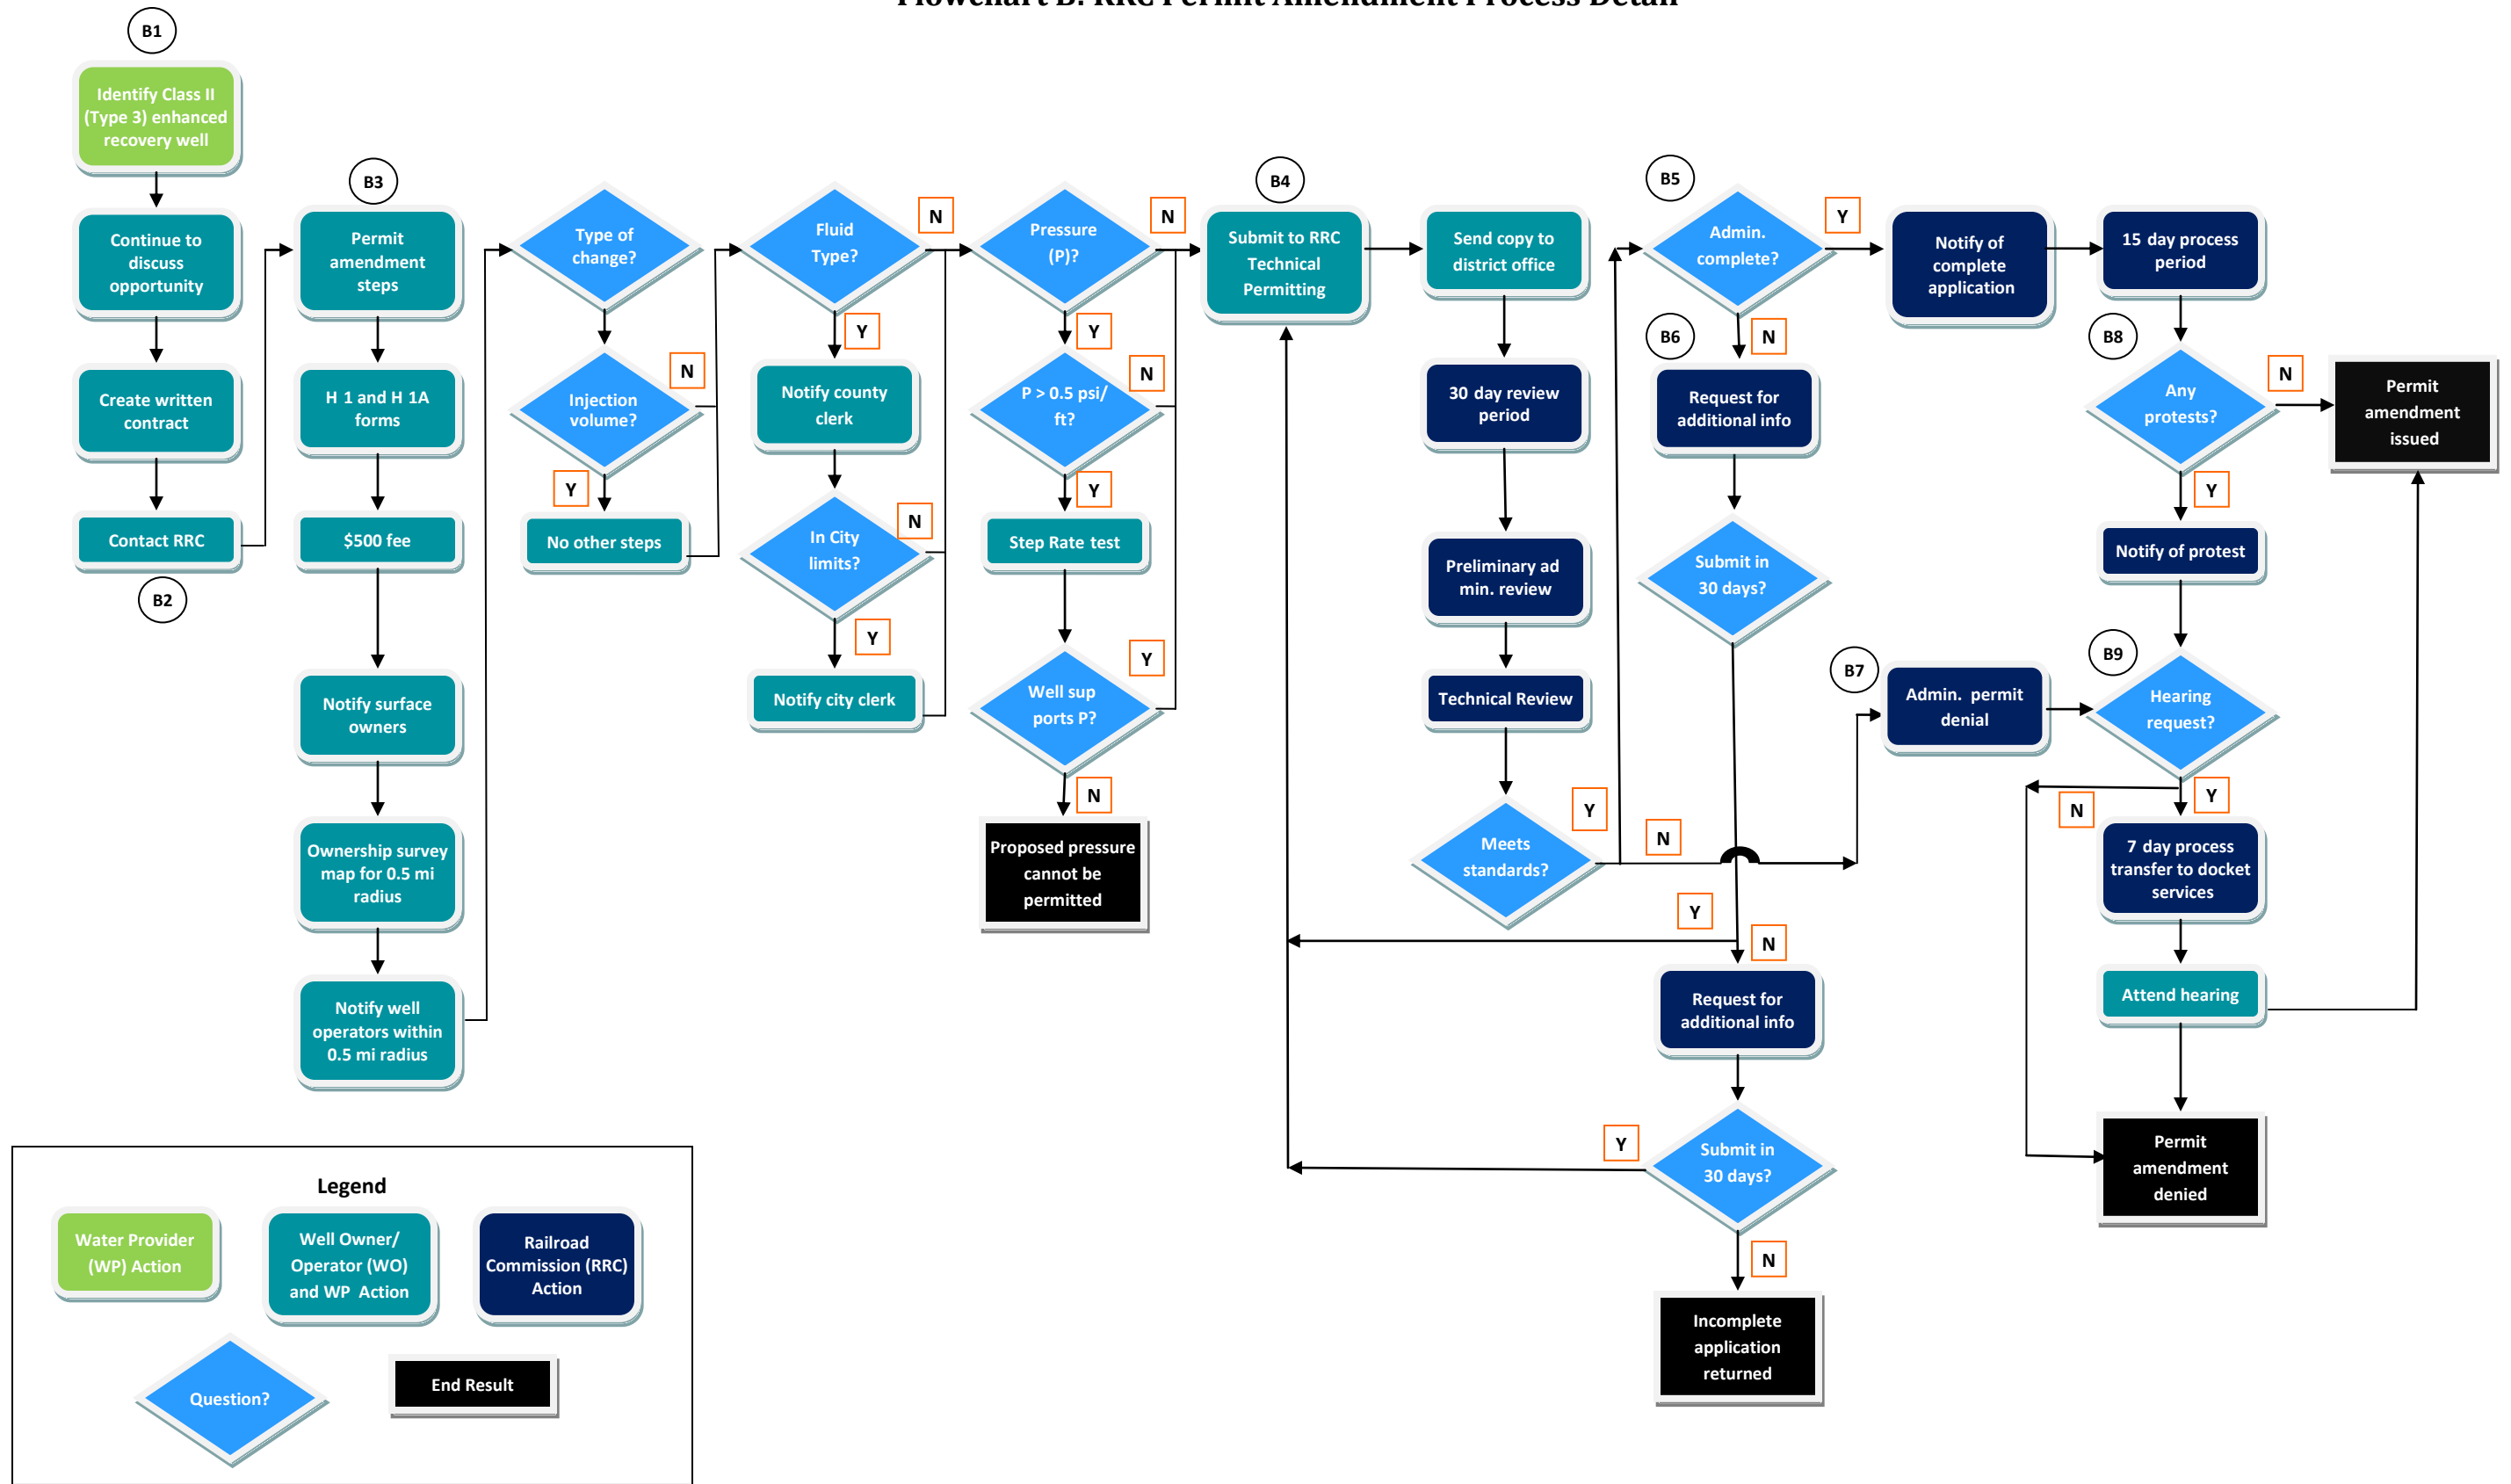 Flowchart B: RRC Permit Amendment Process Detail
B1
Identify Class II
(Type 3) enhanced
recovery well
Continue to
discuss
opportunity
Create written
contract
Contact RRC
B2
B3
Permit
amendment
steps
H 1 and H 1A
forms
$500 fee
Notify surface
owners
Ownership survey
map for 0.5 mi
radius
Notify well
operators within
0.5 mi radius
Type of
change?
Injection
volume?
N
Y
No other steps
Fluid
Type?
N
Y
Notify county
clerk
In City
limits?
N
Y
Notify city clerk
Pressure
(P)?
N
Y
P > 0.5 psi/
ft?
N
Y
Step Rate test
Well sup
ports P?
Y
N
Proposed pressure
cannot be
permitted
B4
Submit to RRC
Technical
Permitting
Send copy to
district office
30 day review
period
Preliminary ad
min. review
Technical Review
Meets
standards?
Y
N
B5
Admin.
complete?
Y
N
B6
Request for
additional info
Submit in
30 days?
Y
N
Request for
additional info
Submit in
30 days?
Y
N
Incomplete
application
returned
Notify of
complete
application
15 day process
period
B8
Any
protests?
N
Permit
amendment
issued
Y
Notify of protest
B7
Admin. permit
denial
B9
Hearing
request?
N
Y
7 day process
transfer to docket
services
Attend hearing
Permit
amendment
denied
Legend
Water Provider
(WP) Action
Well Owner/
Operator (WO)
and WP Action
Railroad
Commission (RRC)
Action
Question?
End Result